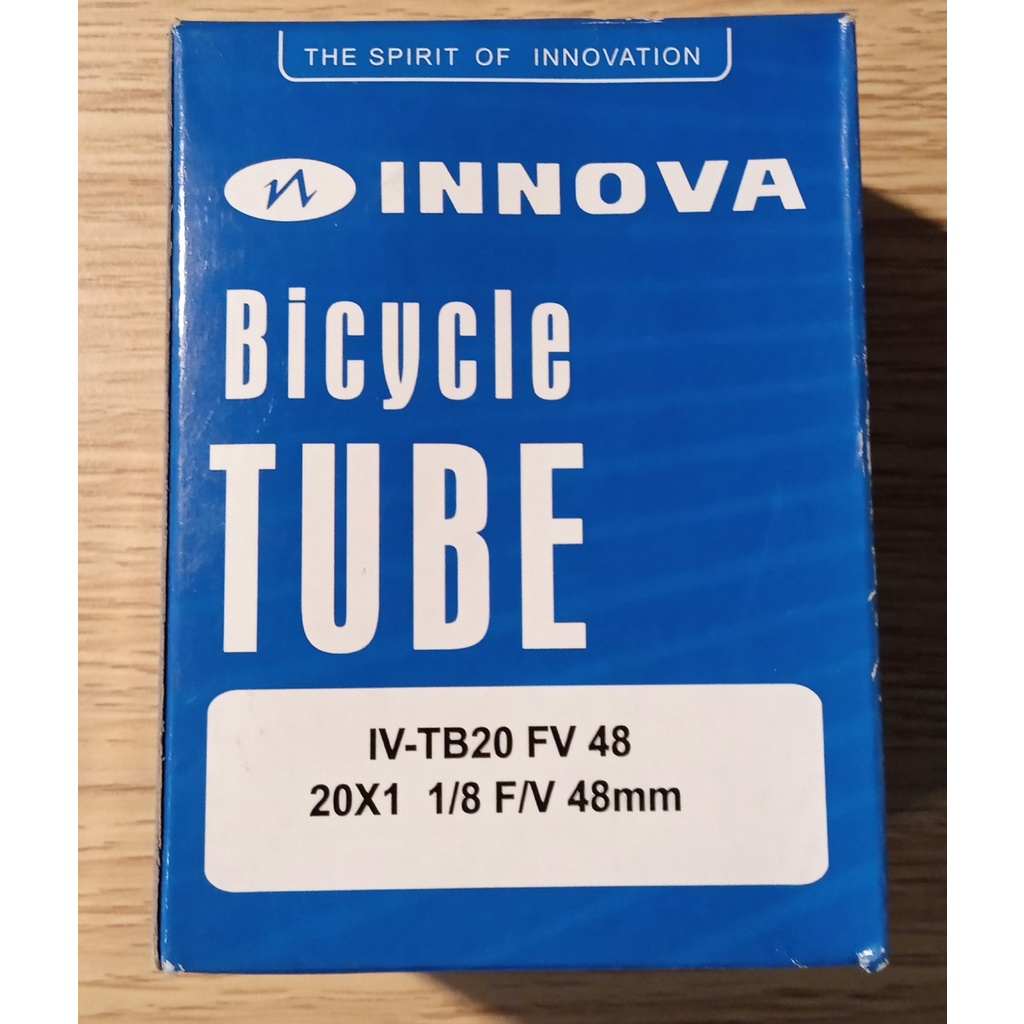 THE SPIRIT OF INNOVATION
INNOVA
Bicycle
TUBE
IV-TB20 FV 48
20X1 1/8 F/V 48mm